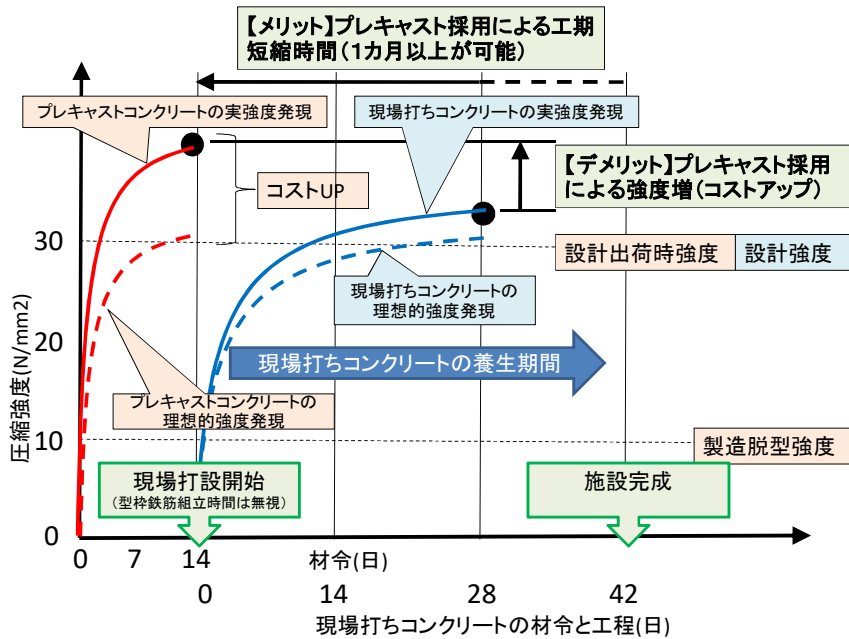 【メリット】プレキャスト採用による工期
短縮時間(1カ月以上が可能)
プレキャストコンクリートの実強度発現
現場打ちコンクリートの実強度発現
【デメリット】プレキャスト採用
による強度増(コストアップ)
コストUP
設計出荷時強度
設計強度
現場打ちコンクリートの
理想的強度発現
現場打ちコンクリートの養生期間
プレキャストコンクリートの
理想的強度発現
製造脱型強度
圧縮強度(N/mm2)
30
20
10
0
現場打設開始
(型枠鉄筋組立時間は無視)
施設完成
0 7 14 材令(日)
0 14 28 42
現場打ちコンクリートの材令と工程(日)